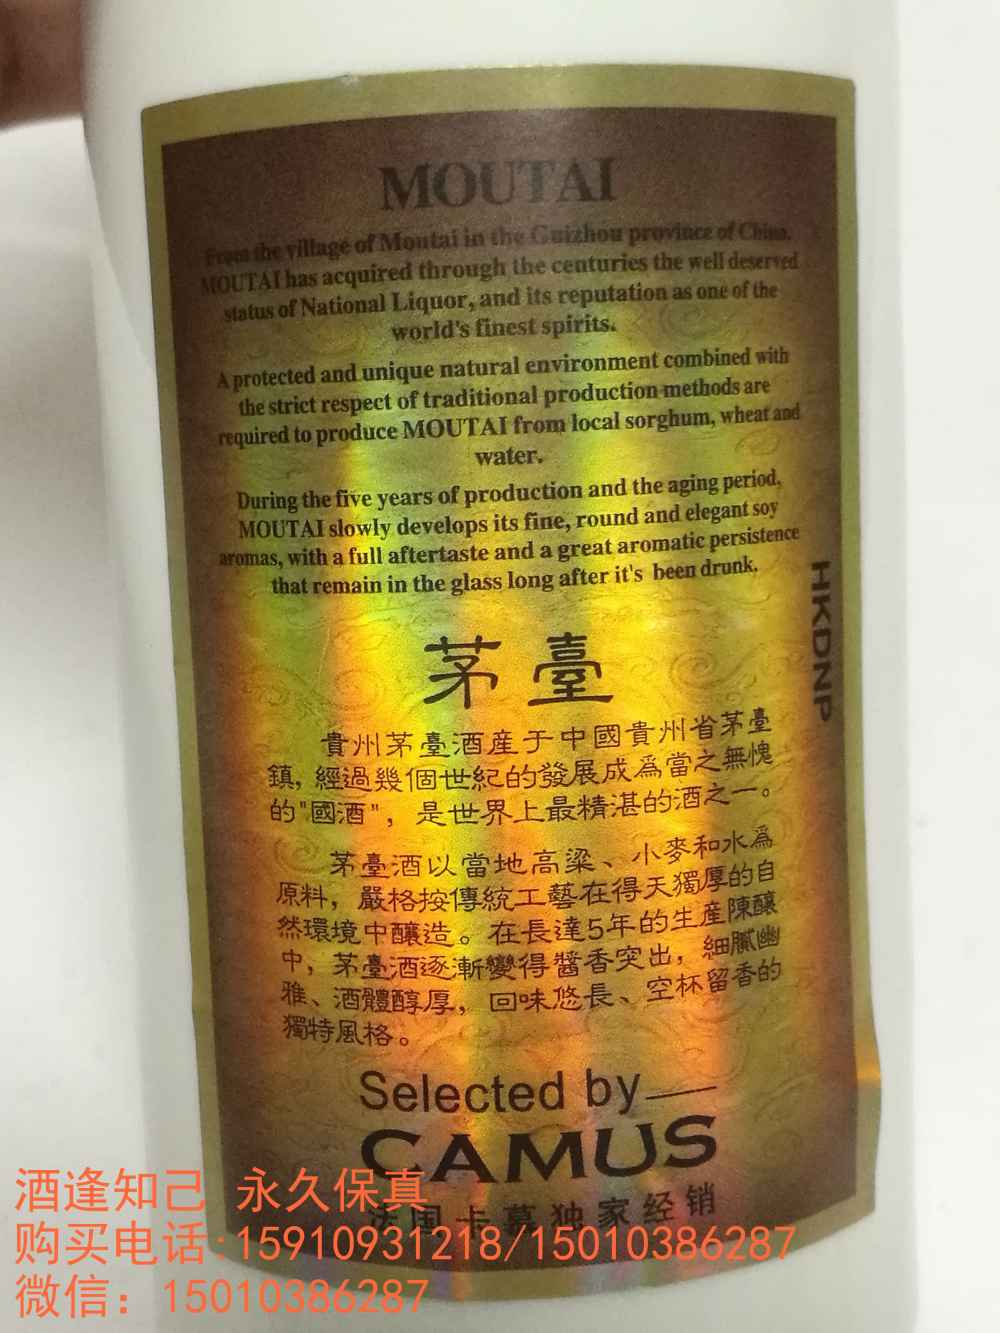 MOUTAI
From the village of Moutai in the Guizhou province of China.
MOUTAI has acquired through the centuries the well deserved
status of National Liquor, and its reputation as one of the
world's finest spirits.
A protected and unique natural environment combined with
the strict respect of traditional production methods are
required to produce MOUTAI from local sorghum, wheat and
water.
During the five years of production and the aging period,
MOUTAI slowly develops its fine, round and elegant soy
aromas, with a full aftertaste and a great aromatic persistence
that remain in the glass long after it's been drunk.
HKDNP
茅臺
貴州茅臺酒産于中國貴州省茅臺
鎮，經過幾個世紀的發展成爲當之無愧
的"國酒"，是世界上最精湛的酒之一。
茅臺酒以當地高粱、小麥和水爲
原料，嚴格按傳統工藝在得天獨厚的自
然環境中釀造。在長達5年的生産陳釀
中，茅臺酒逐漸變得醬香突出，細膩幽
雅、酒體醇厚，回味悠長、空杯留香的
獨特風格。
Selected by
CAMUS
法国卡慕独家经销
酒逢知己 永久保真
购买电话:15910931218/15010386287
微信：15010386287